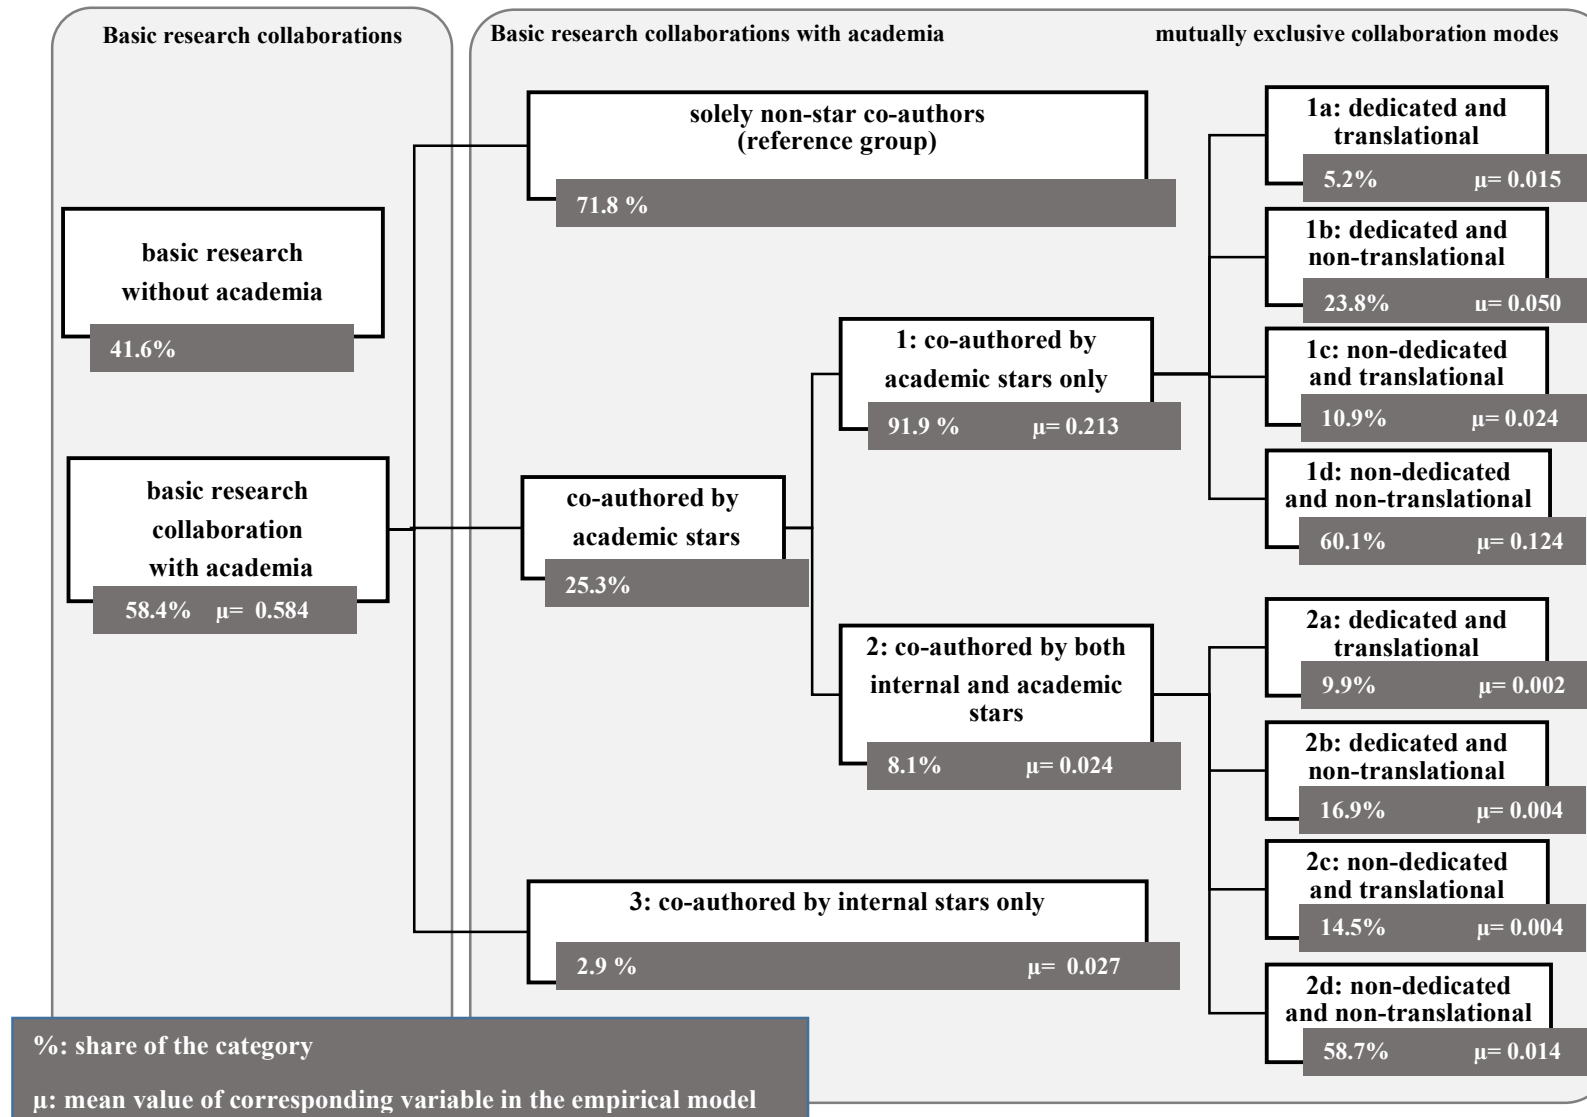 Basic research collaborations
Basic research collaborations with academia
mutually exclusive collaboration modes
basic research
without academia
41.6%
basic research
collaboration
with academia
58.4% μ= 0.584
solely non-star co-authors
(reference group)
71.8 %
co-authored by
academic stars
25.3%
3: co-authored by internal stars only
2.9 % μ= 0.027
1: co-authored by
academic stars only
91.9 % μ= 0.213
2: co-authored by both
internal and academic
stars
8.1% μ= 0.024
1a: dedicated and
translational
5.2% μ= 0.015
1b: dedicated and
non-translational
23.8% μ= 0.050
1c: non-dedicated
and translational
10.9% μ= 0.024
1d: non-dedicated
and non-translational
60.1% μ= 0.124
2a: dedicated and
translational
9.9% μ= 0.002
2b: dedicated and
non-translational
16.9% μ= 0.004
2c: non-dedicated
and translational
14.5% μ= 0.004
2d: non-dedicated
and non-translational
58.7% μ= 0.014
%: share of the category
μ: mean value of corresponding variable in the empirical model